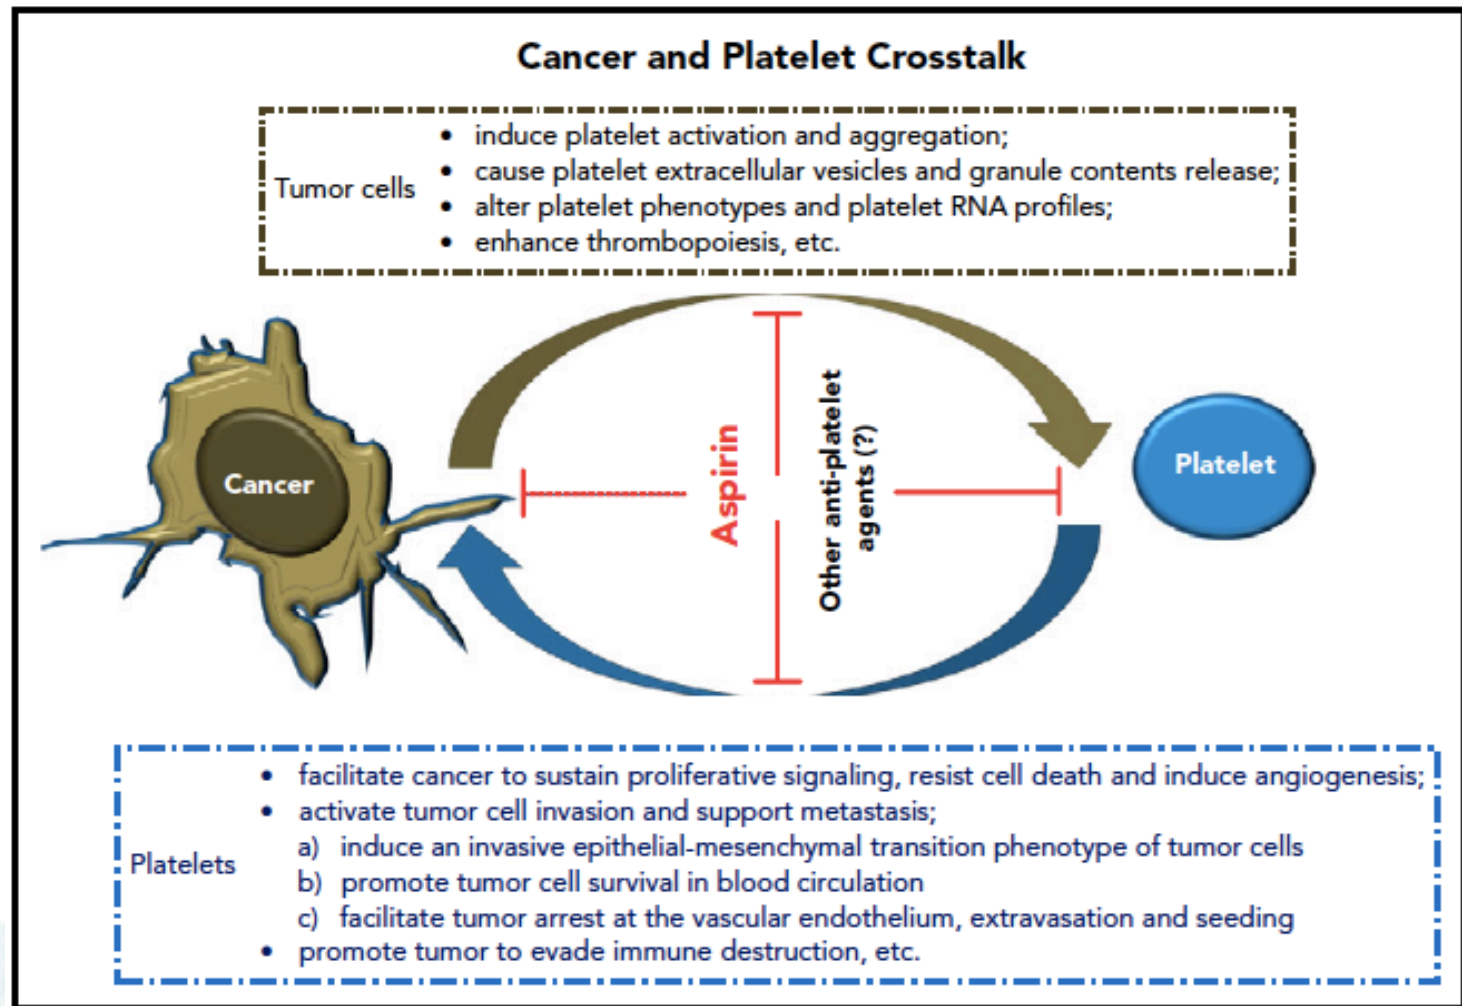 Cancer and Platelet Crosstalk
Tumor cells
• induce platelet activation and aggregation;
• cause platelet extracellular vesicles and granule contents release;
• alter platelet phenotypes and platelet RNA profiles;
• enhance thrombopoiesis, etc.
Cancer
Aspirin
Other anti-platelet
agents (?)
Platelet
Platelets
• facilitate cancer to sustain proliferative signaling, resist cell death and induce angiogenesis;
• activate tumor cell invasion and support metastasis;
a) induce an invasive epithelial-mesenchymal transition phenotype of tumor cells
b) promote tumor cell survival in blood circulation
c) facilitate tumor arrest at the vascular endothelium, extravasation and seeding
• promote tumor to evade immune destruction, etc.